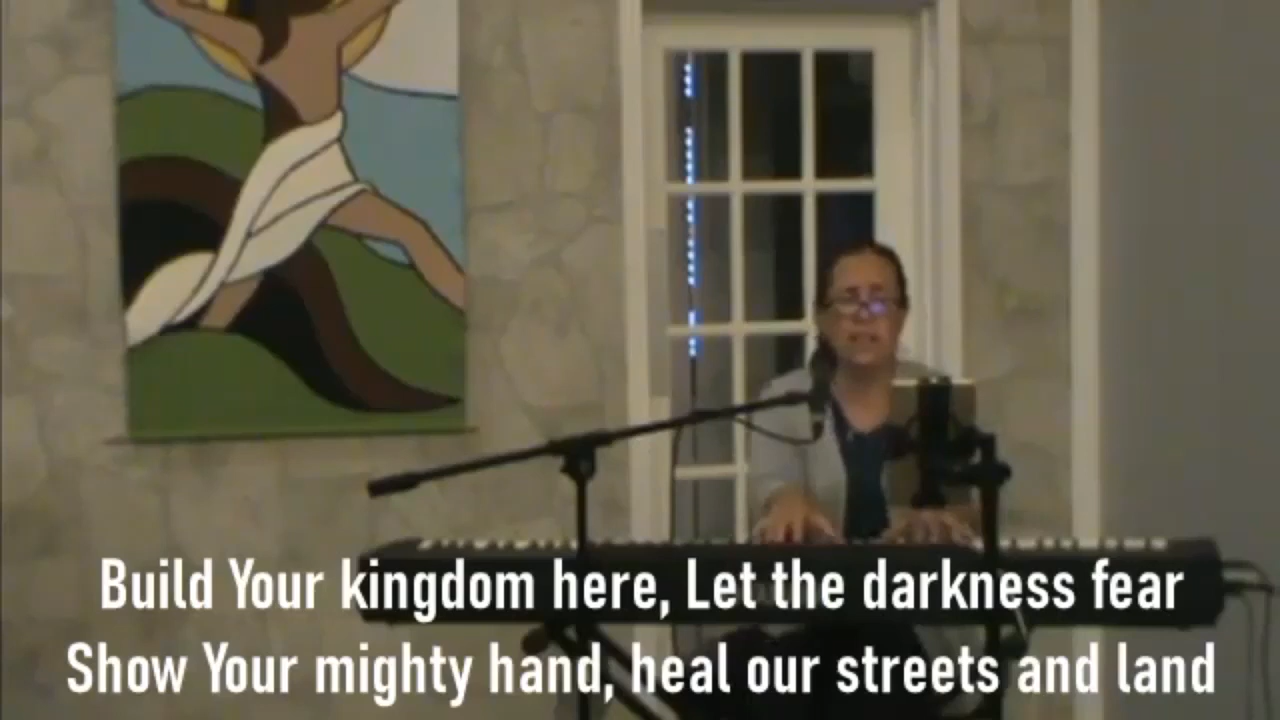 Build Your kingdom here, Let the darkness fear
Show Your mighty hand, heal our streets and land